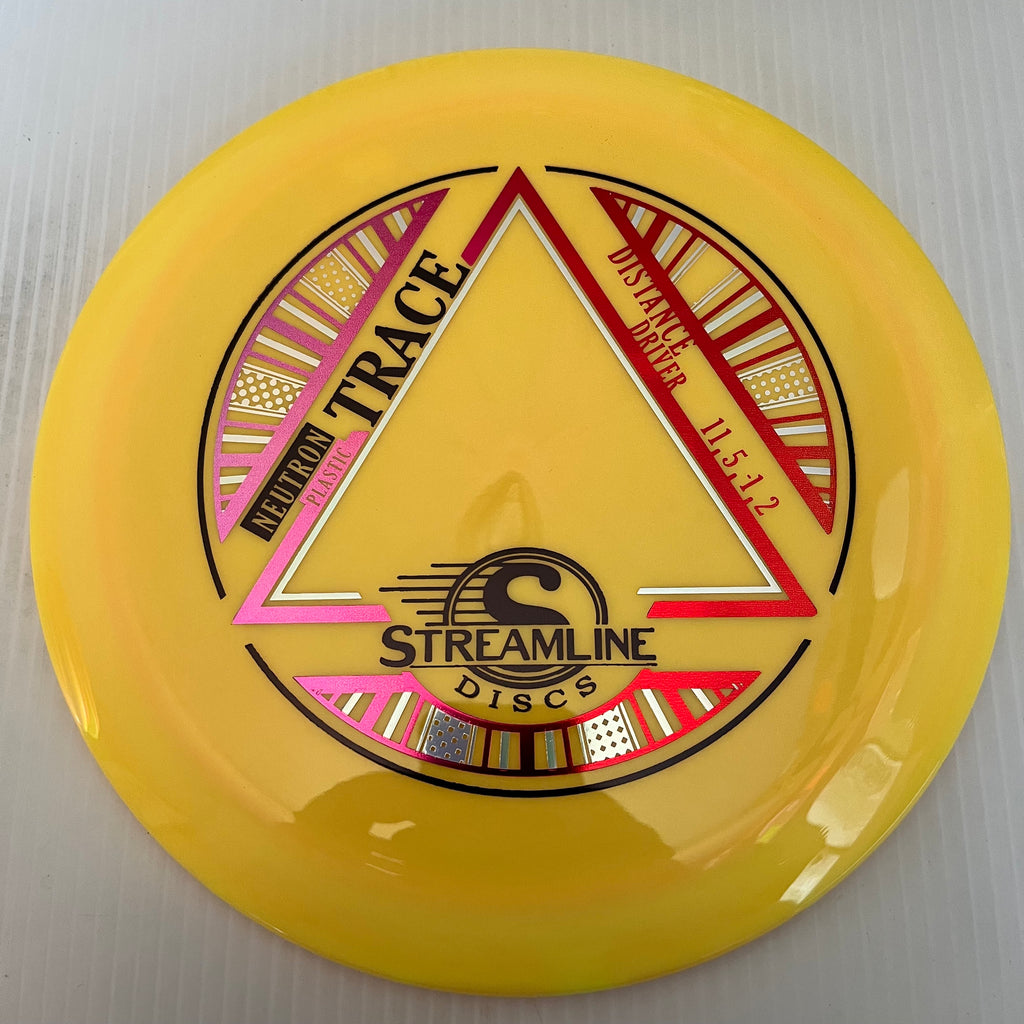 TRACE
NEUTRON
PLASTIC
DISTANCE
DRIVER
11, 5, -1, 2
S
STREAMLINE
DISCS